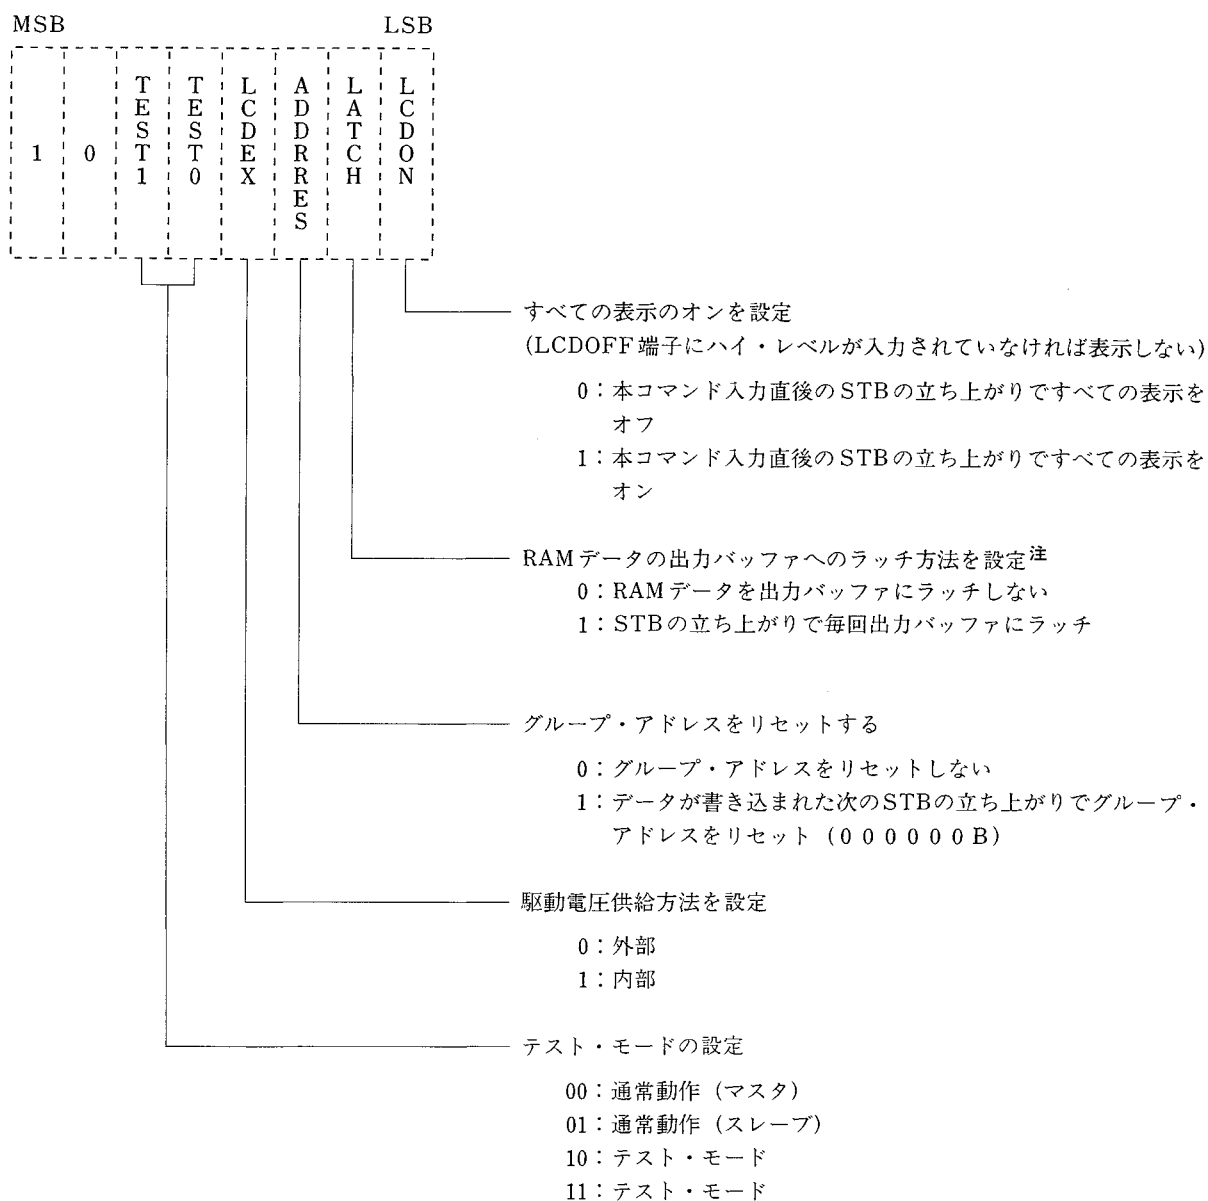 MSB LSB
1 0 TEST1 TEST0 LCDEX ADDRRES LATCH LCDON
すべての表示のオンを設定
(LCDOFF端子にハイ・レベルが入力されていなければ表示しない)
0：本コマンド入力直後のSTBの立ち上がりですべての表示を
オフ
1：本コマンド入力直後のSTBの立ち上がりですべての表示を
オン
RAMデータの出力バッファへのラッチ方法を設定注
0：RAMデータを出力バッファにラッチしない
1：STBの立ち上がりで毎回出力バッファにラッチ
グループ・アドレスをリセットする
0：グループ・アドレスをリセットしない
1：データが書き込まれた次のSTBの立ち上がりでグループ・
アドレスをリセット (0 0 0 0 0 0 B)
駆動電圧供給方法を設定
0：外部
1：内部
テスト・モードの設定
00：通常動作 (マスタ)
01：通常動作 (スレーブ)
10：テスト・モード
11：テスト・モード